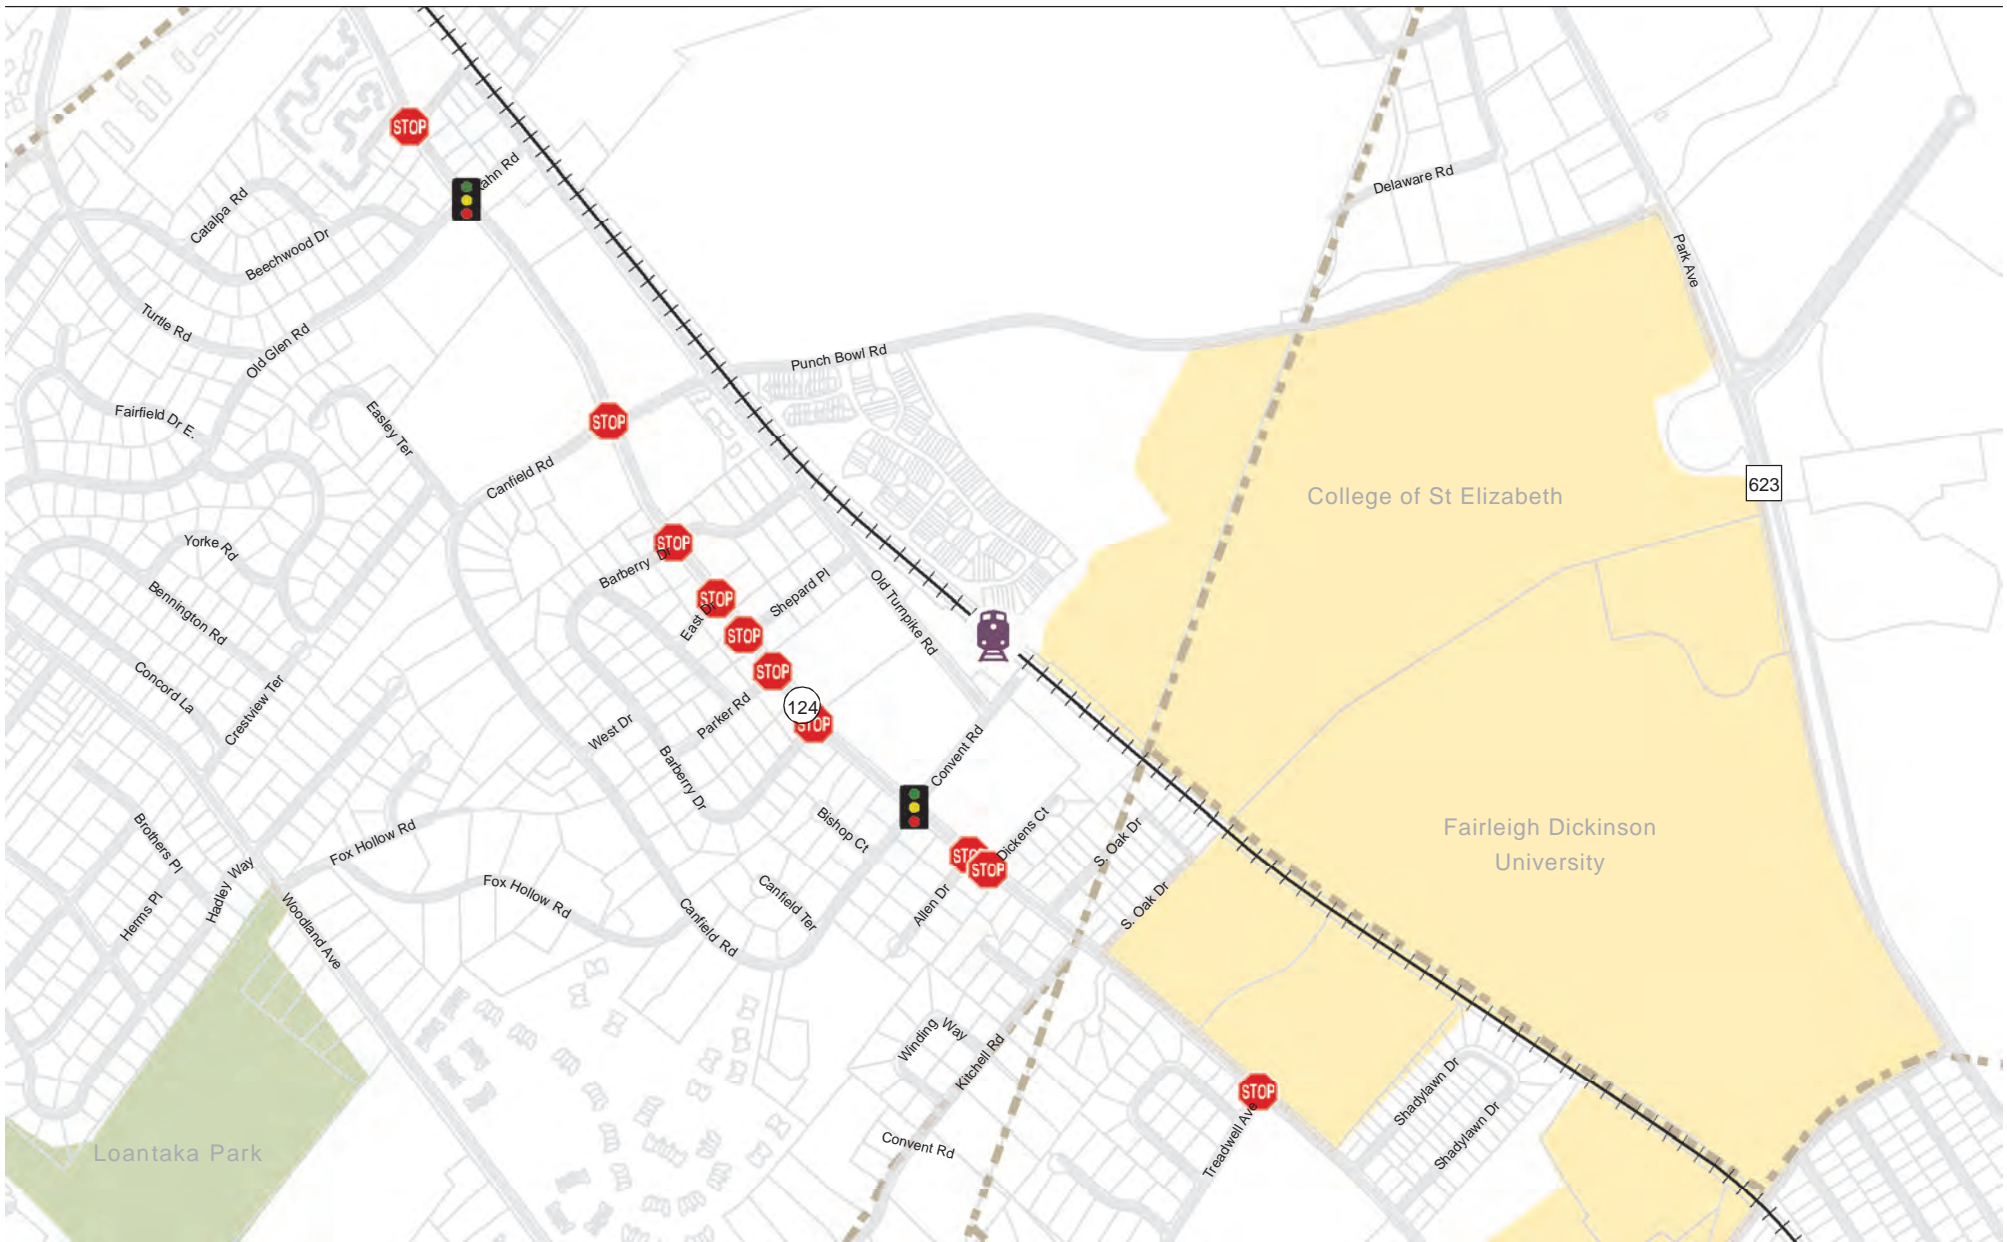 STOP
Kahn Rd
Catalpa Rd
Beechwood Dr
Delaware Rd
Park Ave
Turtle Rd
Old Glen Rd
Punch Bowl Rd
Fairfield Dr E.
Easley Ter
STOP
Canfield Rd
College of St Elizabeth
623
Yorke Rd
STOP
Barberry Dr
Bennington Rd
STOP
East Dr
Shepard Pl
Old Turnpike Rd
STOP
STOP
Concord La
Crestview Ter
West Dr
Parker Rd
124
STOP
Convent Rd
Barberry Dr
Brothers Pl
Fox Hollow Rd
Bishop Ct
STOP
STOP
Dickens Ct
S. Oak Dr
Fairleigh Dickinson
University
Herms Pl
Hadley Way
Woodland Ave
Fox Hollow Rd
Canfield Rd
Canfield Ter
Allen Dr
S. Oak Dr
Winding Way
Kitchell Rd
STOP
Shadylawn Dr
Shadylawn Dr
Treadwell Ave
Convent Rd
Loantaka Park